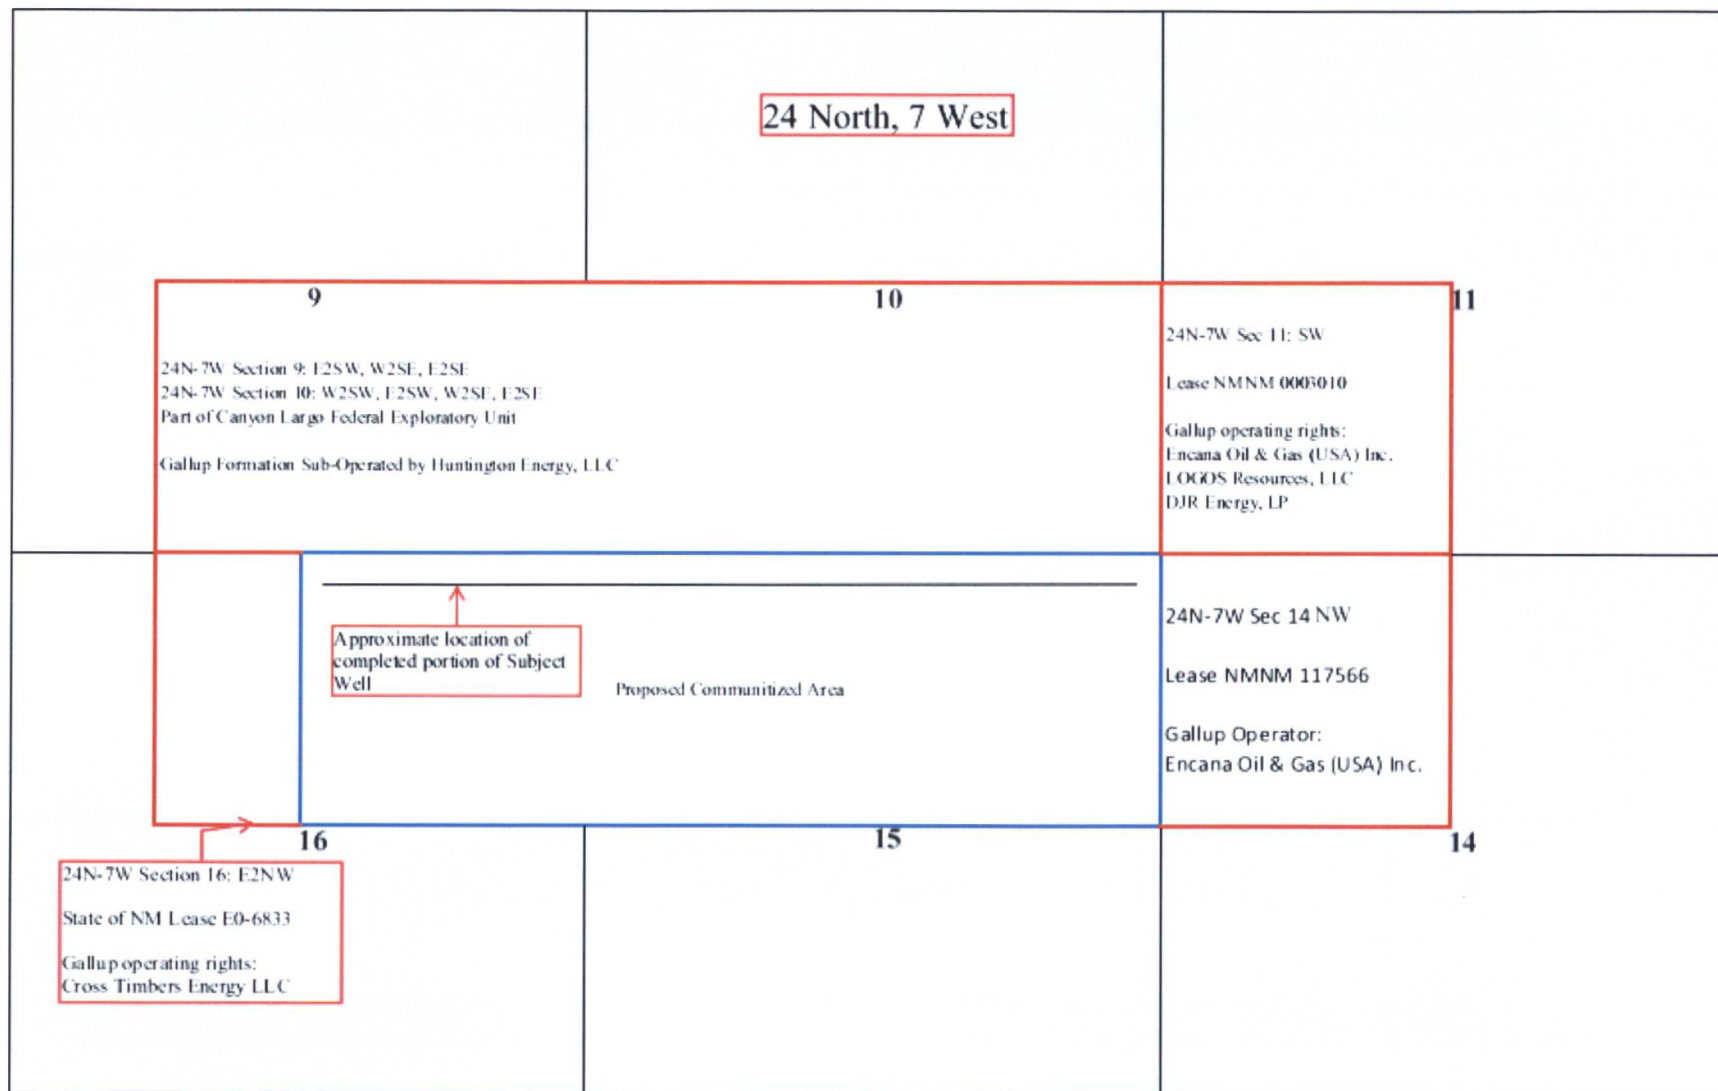 24 North, 7 West
9
10
11
24N-7W Section 9: E2SW, W2SE, E2SE
24N-7W Section 10: W2SW, E2SW, W2SE, E2SE
Part of Canyon Largo Federal Exploratory Unit
Gallup Formation Sub-Operated by Huntington Energy, LLC
24N-7W Sec 11: SW
Lease NMNM 0003010
Gallup operating rights:
Encana Oil & Gas (USA) Inc.
LOGOS Resources, LLC
DJR Energy, LP
Approximate location of
completed portion of Subject
Well
Proposed Communitized Area
24N-7W Sec 14 NW
Lease NMNM 117566
Gallup Operator:
Encana Oil & Gas (USA) Inc.
16
15
14
24N-7W Section 16: E2NW
State of NM Lease E0-6833
Gallup operating rights:
Cross Timbers Energy LLC